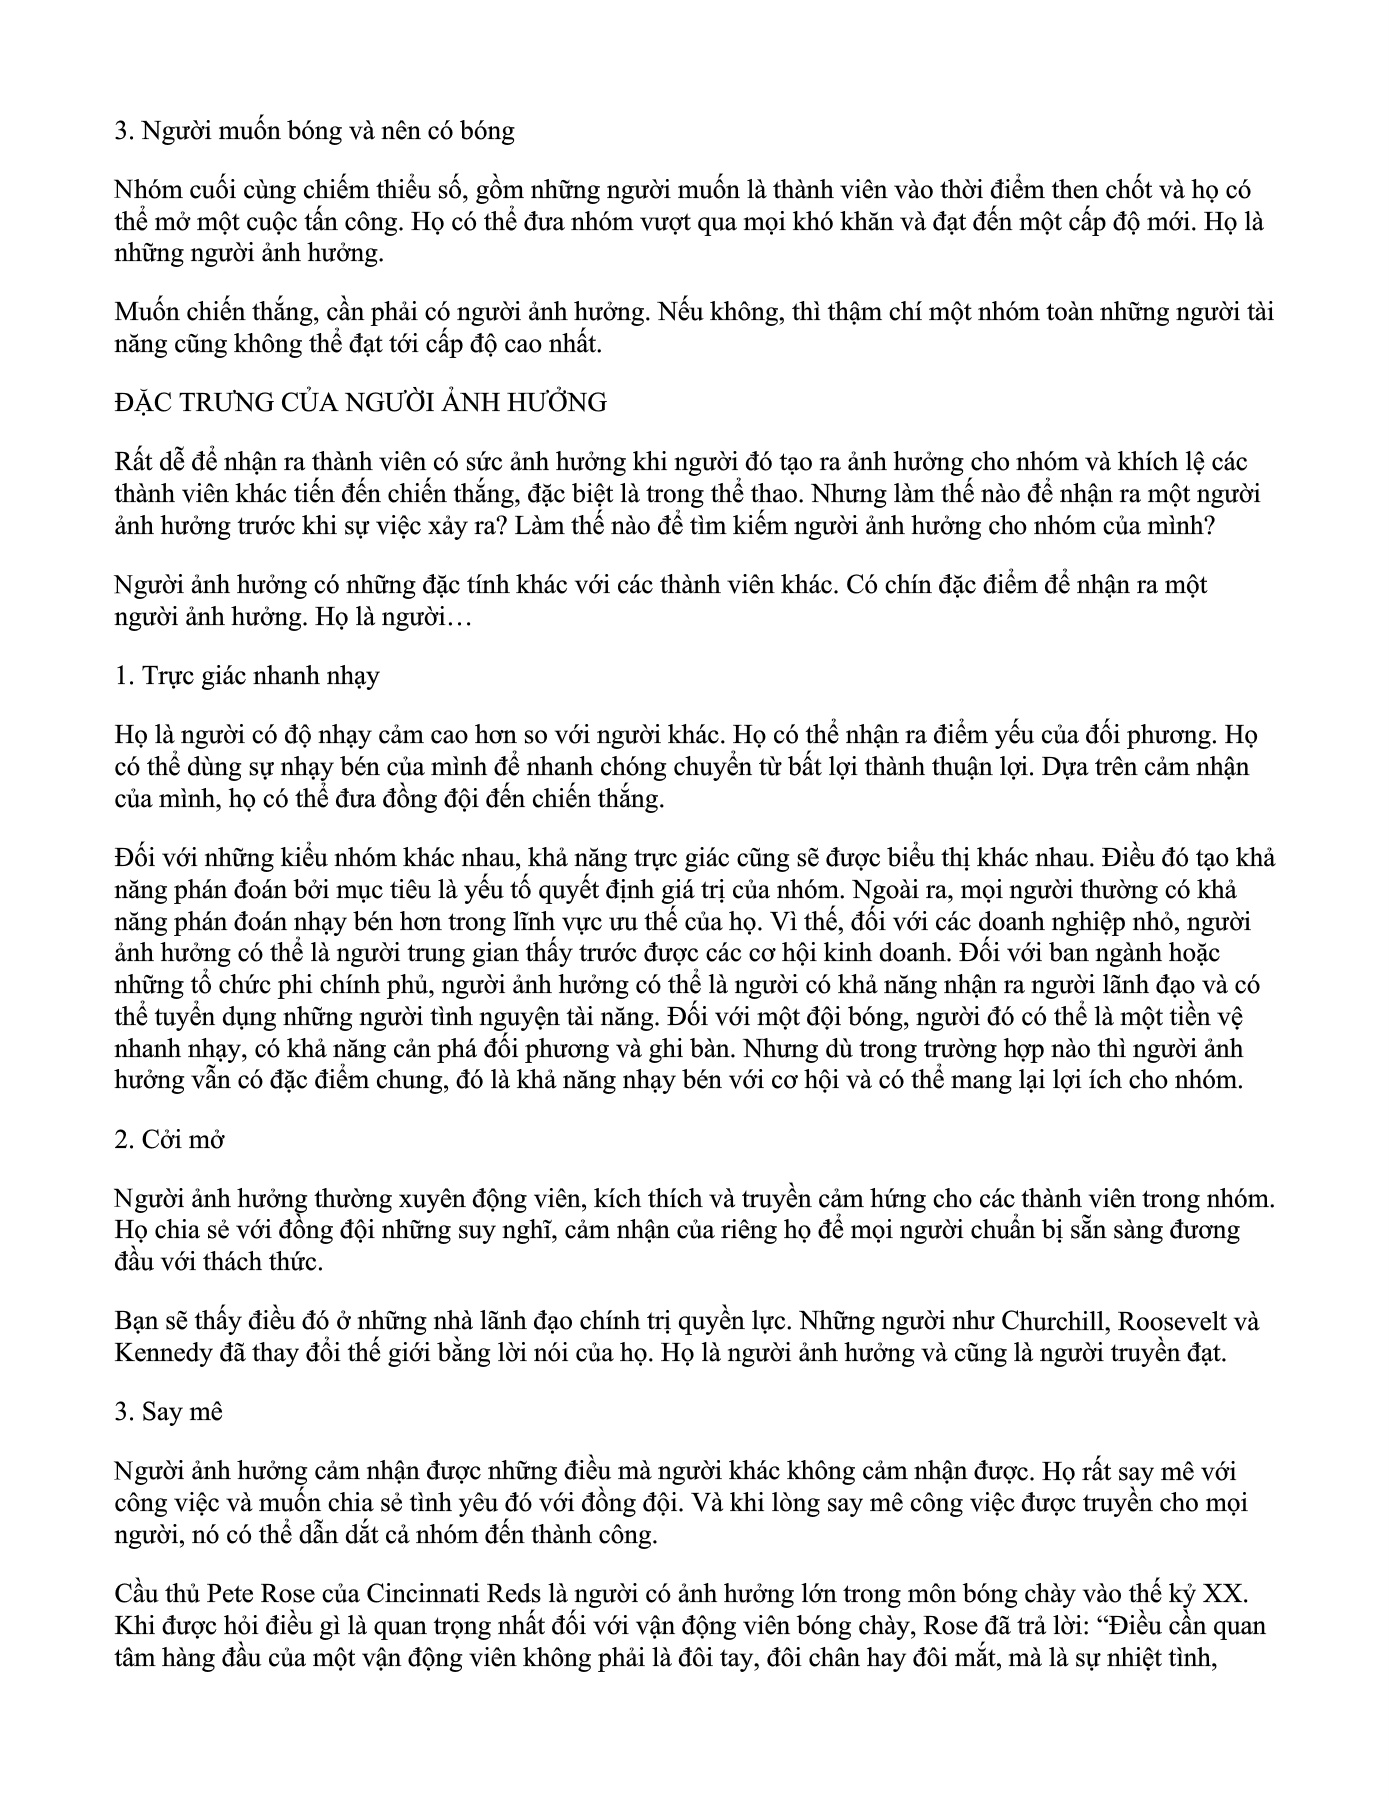 3. Người muốn bóng và nên có bóng
Nhóm cuối cùng chiếm thiểu số, gồm những người muốn là thành viên vào thời điểm then chốt và họ có
thể mở một cuộc tấn công. Họ có thể đưa nhóm vượt qua mọi khó khăn và đạt đến một cấp độ mới. Họ là
những người ảnh hưởng.
Muốn chiến thắng, cần phải có người ảnh hưởng. Nếu không, thì thậm chí một nhóm toàn những người tài
năng cũng không thể đạt tới cấp độ cao nhất.
ĐẶC TRƯNG CỦA NGƯỜI ẢNH HƯỞNG
Rất dễ để nhận ra thành viên có sức ảnh hưởng khi người đó tạo ra ảnh hưởng cho nhóm và khích lệ các
thành viên khác tiến đến chiến thắng, đặc biệt là trong thể thao. Nhưng làm thế nào để nhận ra một người
ảnh hưởng trước khi sự việc xảy ra? Làm thế nào để tìm kiếm người ảnh hưởng cho nhóm của mình?
Người ảnh hưởng có những đặc tính khác với các thành viên khác. Có chín đặc điểm để nhận ra một
người ảnh hưởng. Họ là người…
1. Trực giác nhanh nhạy
Họ là người có độ nhạy cảm cao hơn so với người khác. Họ có thể nhận ra điểm yếu của đối phương. Họ
có thể dùng sự nhạy bén của mình để nhanh chóng chuyển từ bất lợi thành thuận lợi. Dựa trên cảm nhận
của mình, họ có thể đưa đồng đội đến chiến thắng.
Đối với những kiểu nhóm khác nhau, khả năng trực giác cũng sẽ được biểu thị khác nhau. Điều đó tạo khả
năng phán đoán bởi mục tiêu là yếu tố quyết định giá trị của nhóm. Ngoài ra, mọi người thường có khả
năng phán đoán nhạy bén hơn trong lĩnh vực ưu thế của họ. Vì thế, đối với các doanh nghiệp nhỏ, người
ảnh hưởng có thể là người trung gian thấy trước được các cơ hội kinh doanh. Đối với ban ngành hoặc
những tổ chức phi chính phủ, người ảnh hưởng có thể là người có khả năng nhận ra người lãnh đạo và có
thể tuyển dụng những người tình nguyện tài năng. Đối với một đội bóng, người đó có thể là một tiền vệ
nhanh nhạy, có khả năng cản phá đối phương và ghi bàn. Nhưng dù trong trường hợp nào thì người ảnh
hưởng vẫn có đặc điểm chung, đó là khả năng nhạy bén với cơ hội và có thể mang lại lợi ích cho nhóm.
2. Cởi mở
Người ảnh hưởng thường xuyên động viên, kích thích và truyền cảm hứng cho các thành viên trong nhóm.
Họ chia sẻ với đồng đội những suy nghĩ, cảm nhận của riêng họ để mọi người chuẩn bị sẵn sàng đương
đầu với thách thức.
Bạn sẽ thấy điều đó ở những nhà lãnh đạo chính trị quyền lực. Những người như Churchill, Roosevelt và
Kennedy đã thay đổi thế giới bằng lời nói của họ. Họ là người ảnh hưởng và cũng là người truyền đạt.
3. Say mê
Người ảnh hưởng cảm nhận được những điều mà người khác không cảm nhận được. Họ rất say mê với
công việc và muốn chia sẻ tình yêu đó với đồng đội. Và khi lòng say mê công việc được truyền cho mọi
người, nó có thể dẫn dắt cả nhóm đến thành công.
Cầu thủ Pete Rose của Cincinnati Reds là người có ảnh hưởng lớn trong môn bóng chày vào thế kỷ XX.
Khi được hỏi điều gì là quan trọng nhất đối với vận động viên bóng chày, Rose đã trả lời: “Điều cần quan
tâm hàng đầu của một vận động viên không phải là đôi tay, đôi chân hay đôi mắt, mà là sự nhiệt tình,